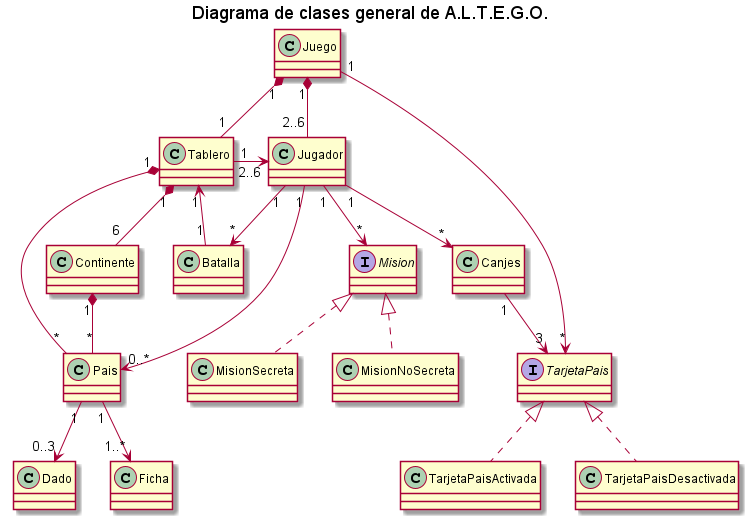 Diagrama de clases general de A.L.T.E.G.O.
C Juego
1 1 1
1 2..6
C Tablero
1 2..6
C Jugador
1 1 1 1 1 1
6 1 * * *
C Continente
C Batalla
I Mision
C Canjes
1 1
* * 0..* 3 *
C Pais
C MisionSecreta
C MisionNoSecreta
I TarjetaPais
1 1
0..3 1..*
C Dado
C Ficha
C TarjetaPaisActivada
C TarjetaPaisDesactivada